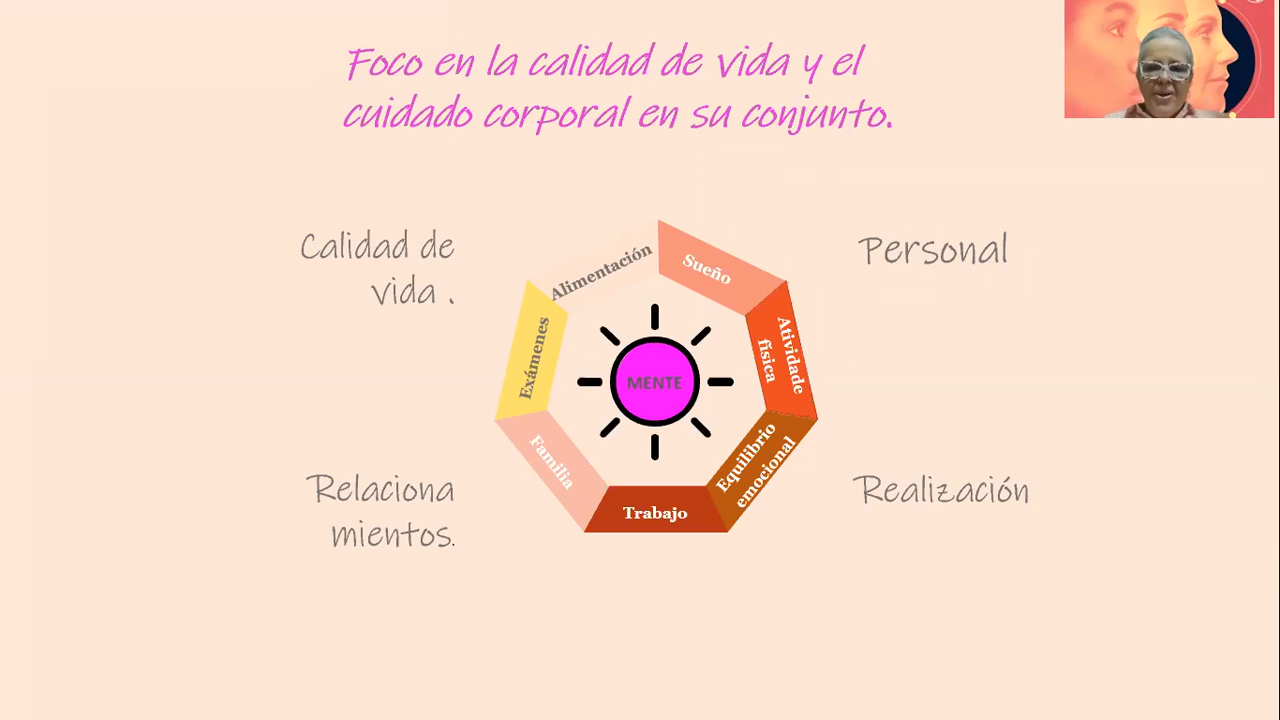 Foco en la calidad de vida y el
cuidado corporal en su conjunto.
Calidad de
vida .
Personal
Alimentación
Sueño
Exámenes
Atividade
física
MENTE
Familia
Equilibrio
emocional
Trabajo
Relaciona
mientos.
Realización